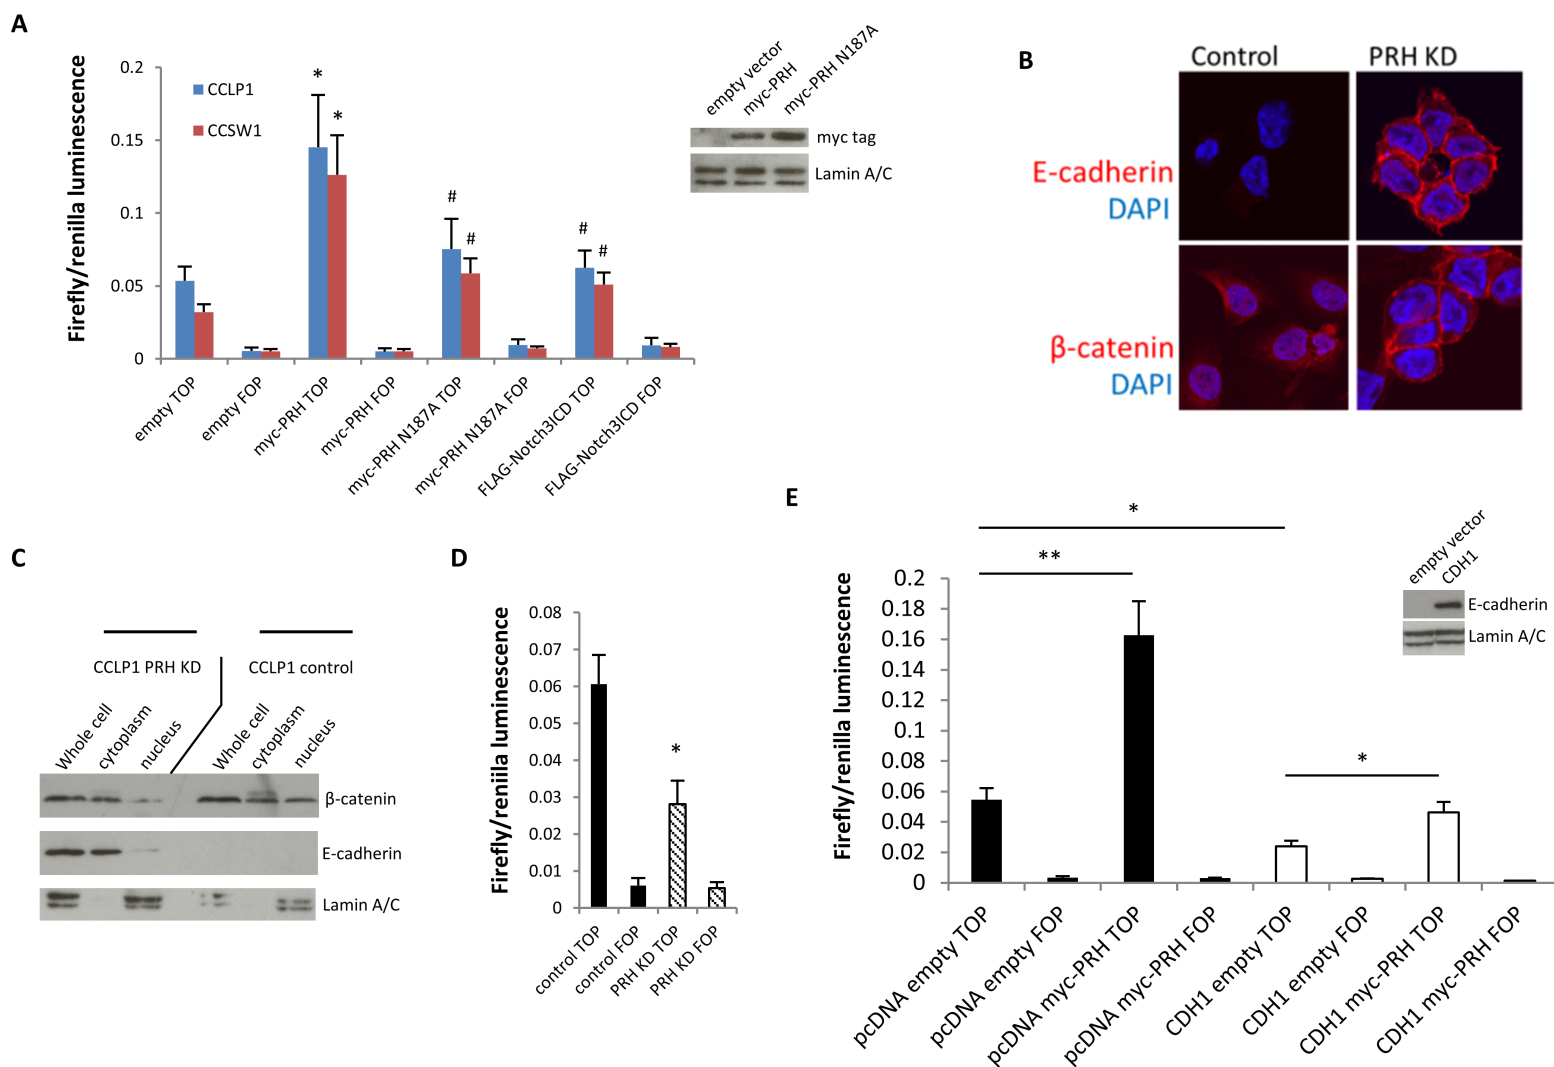 A
0.2
0.15
0.1
0.05
0
Firefly/renilla luminescence
CCLP1
CCSW1
*
*
#
#
#
#
empty TOP
empty FOP
myc-PRH TOP
myc-PRH FOP
myc-PRH N187A TOP
myc-PRH N187A FOP
FLAG-Notch3ICD TOP
FLAG-Notch3ICD FOP
empty vector
myc-PRH
myc-PRH N187A
myc tag
Lamin A/C
B
Control
PRH KD
E-cadherin
DAPI
β-catenin
DAPI
C
CCLP1 PRH KD
CCLP1 control
Whole cell
cytoplasm
nucleus
Whole cell
cytoplasm
nucleus
β-catenin
E-cadherin
Lamin A/C
D
0.08
0.07
0.06
0.05
0.04
0.03
0.02
0.01
0
Firefly/reniila luminescence
*
control TOP
control FOP
PRH KD TOP
PRH KD FOP
E
*
**
*
0.2
0.18
0.16
0.14
0.12
0.1
0.08
0.06
0.04
0.02
0
Firefly/renilla luminescence
pcDNA empty TOP
pcDNA empty FOP
pcDNA myc-PRH TOP
pcDNA myc-PRH FOP
CDH1 empty TOP
CDH1 empty FOP
CDH1 myc-PRH TOP
CDH1 myc-PRH FOP
empty vector
CDH1
E-cadherin
Lamin A/C